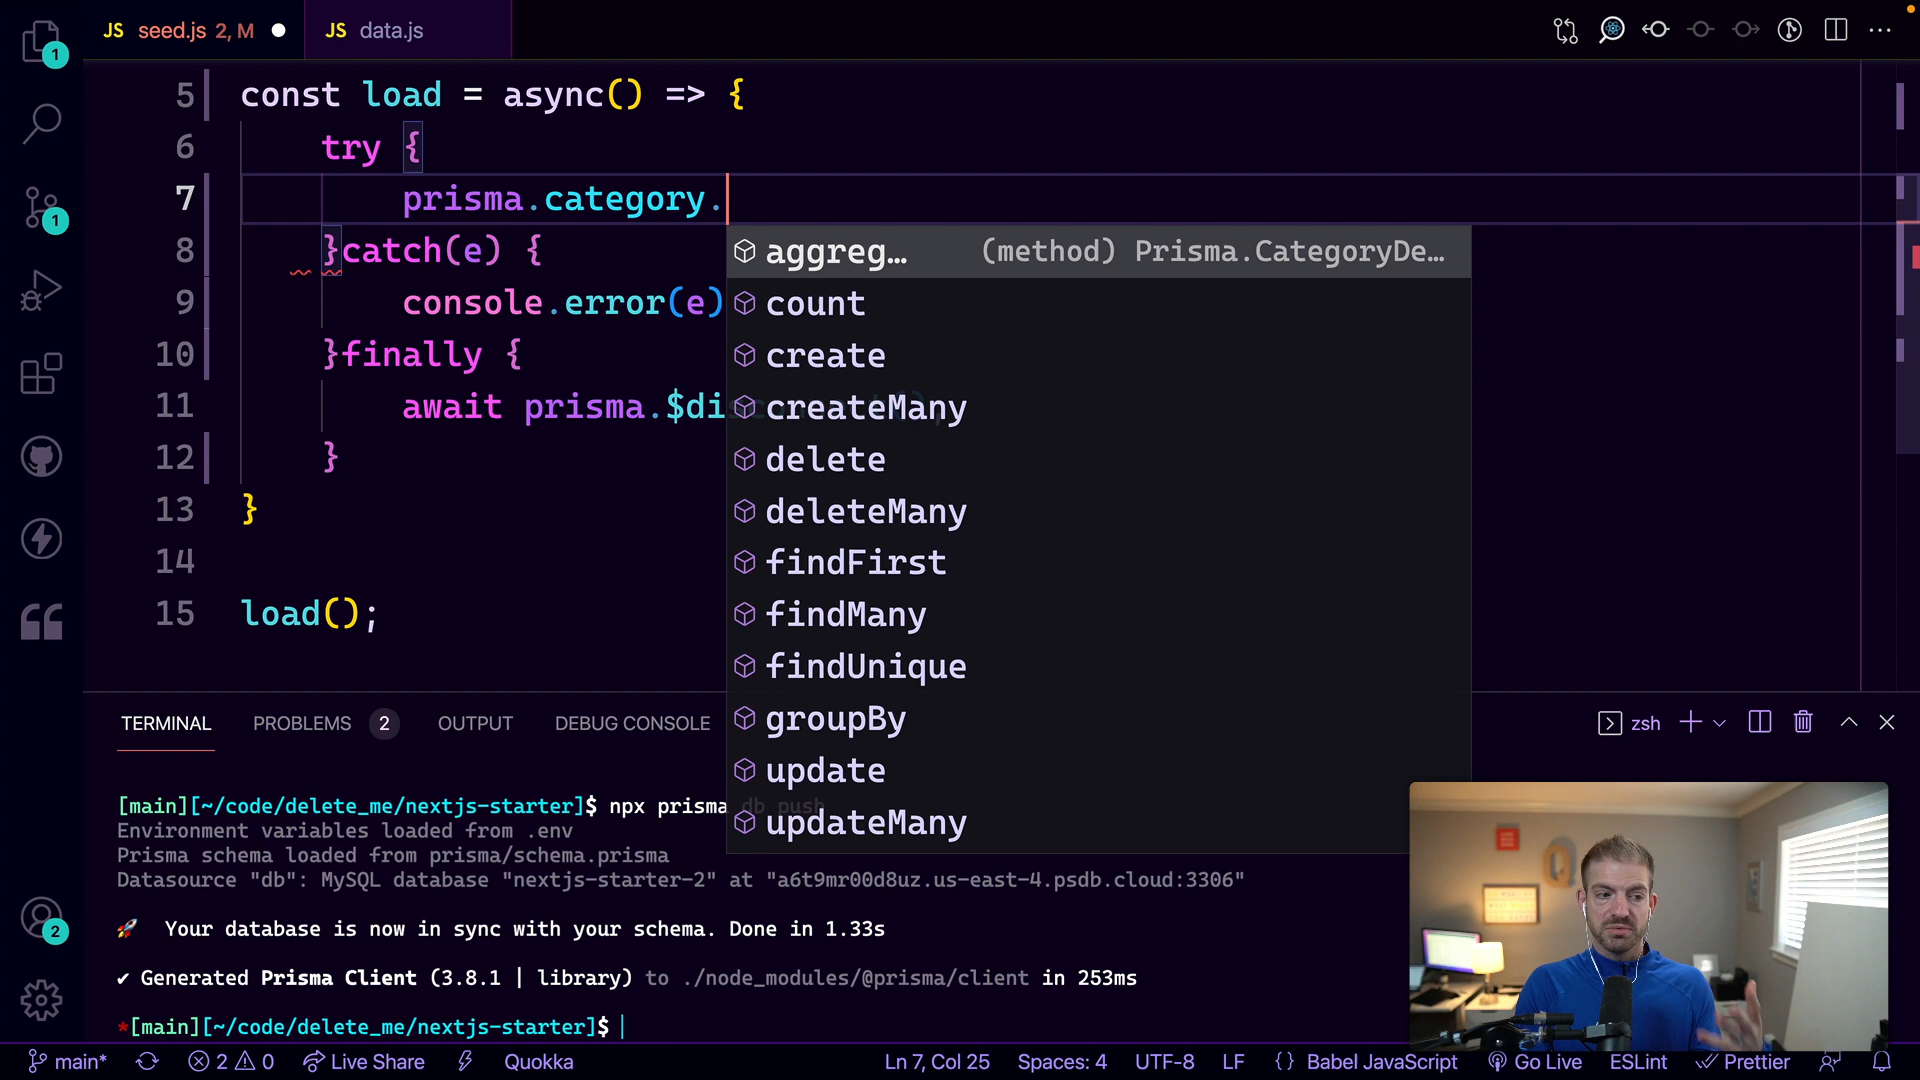 JS seed.js 2, M
JS data.js
5 const load = async() => {
6 try {
7 prisma.category.
8 }catch(e) {
9 console.error(e)
10 }finally {
11 await prisma.$dis
12 }
13 }
14
15 load();
aggreg… (method) Prisma.CategoryDe…
count
create
createMany
delete
deleteMany
findFirst
findMany
findUnique
groupBy
update
updateMany
TERMINAL PROBLEMS 2 OUTPUT DEBUG CONSOLE
zsh
[main][~/code/delete_me/nextjs-starter]$ npx prisma db push
Environment variables loaded from .env
Prisma schema loaded from prisma/schema.prisma
Datasource "db": MySQL database "nextjs-starter-2" at "a6t9mr00d8uz.us-east-4.psdb.cloud:3306"
🚀 Your database is now in sync with your schema. Done in 1.33s
✔ Generated Prisma Client (3.8.1 | library) to ./node_modules/@prisma/client in 253ms
*[main][~/code/delete_me/nextjs-starter]$
1
1
2
main* 2 0 Live Share Quokka Ln 7, Col 25 Spaces: 4 UTF-8 LF {} Babel JavaScript Go Live ESLint Prettier